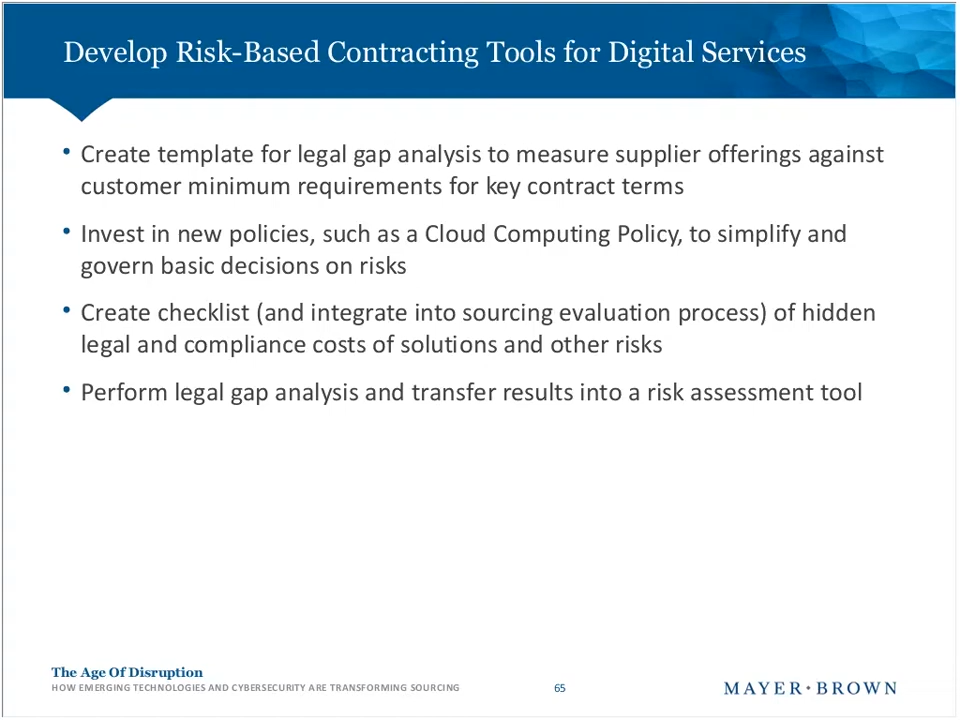 Develop Risk-Based Contracting Tools for Digital Services
• Create template for legal gap analysis to measure supplier offerings against
customer minimum requirements for key contract terms
• Invest in new policies, such as a Cloud Computing Policy, to simplify and
govern basic decisions on risks
• Create checklist (and integrate into sourcing evaluation process) of hidden
legal and compliance costs of solutions and other risks
• Perform legal gap analysis and transfer results into a risk assessment tool
The Age Of Disruption
HOW EMERGING TECHNOLOGIES AND CYBERSECURITY ARE TRANSFORMING SOURCING
65
MAYER • BROWN